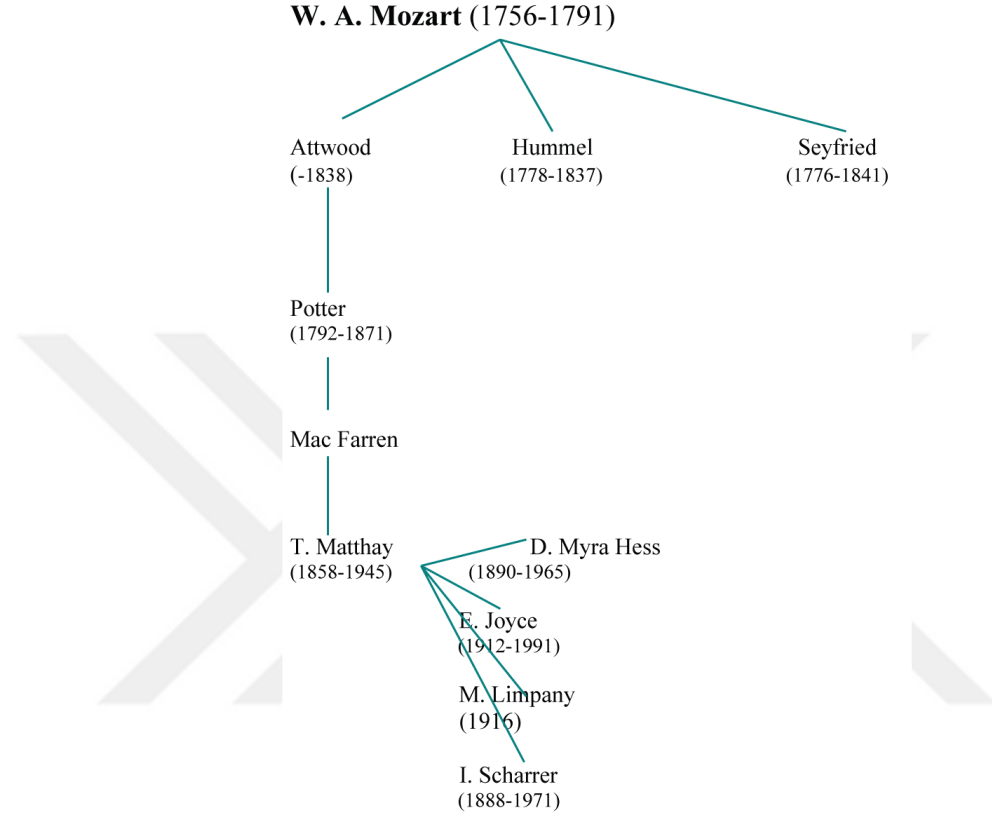 W. A. Mozart (1756-1791)
Attwood Hummel Seyfried
(-1838) (1778-1837) (1776-1841)
Potter
(1792-1871)
Mac Farren
T. Matthay D. Myra Hess
(1858-1945) (1890-1965)
E. Joyce
(1912-1991)
M. Limpany
(1916)
I. Scharrer
(1888-1971)